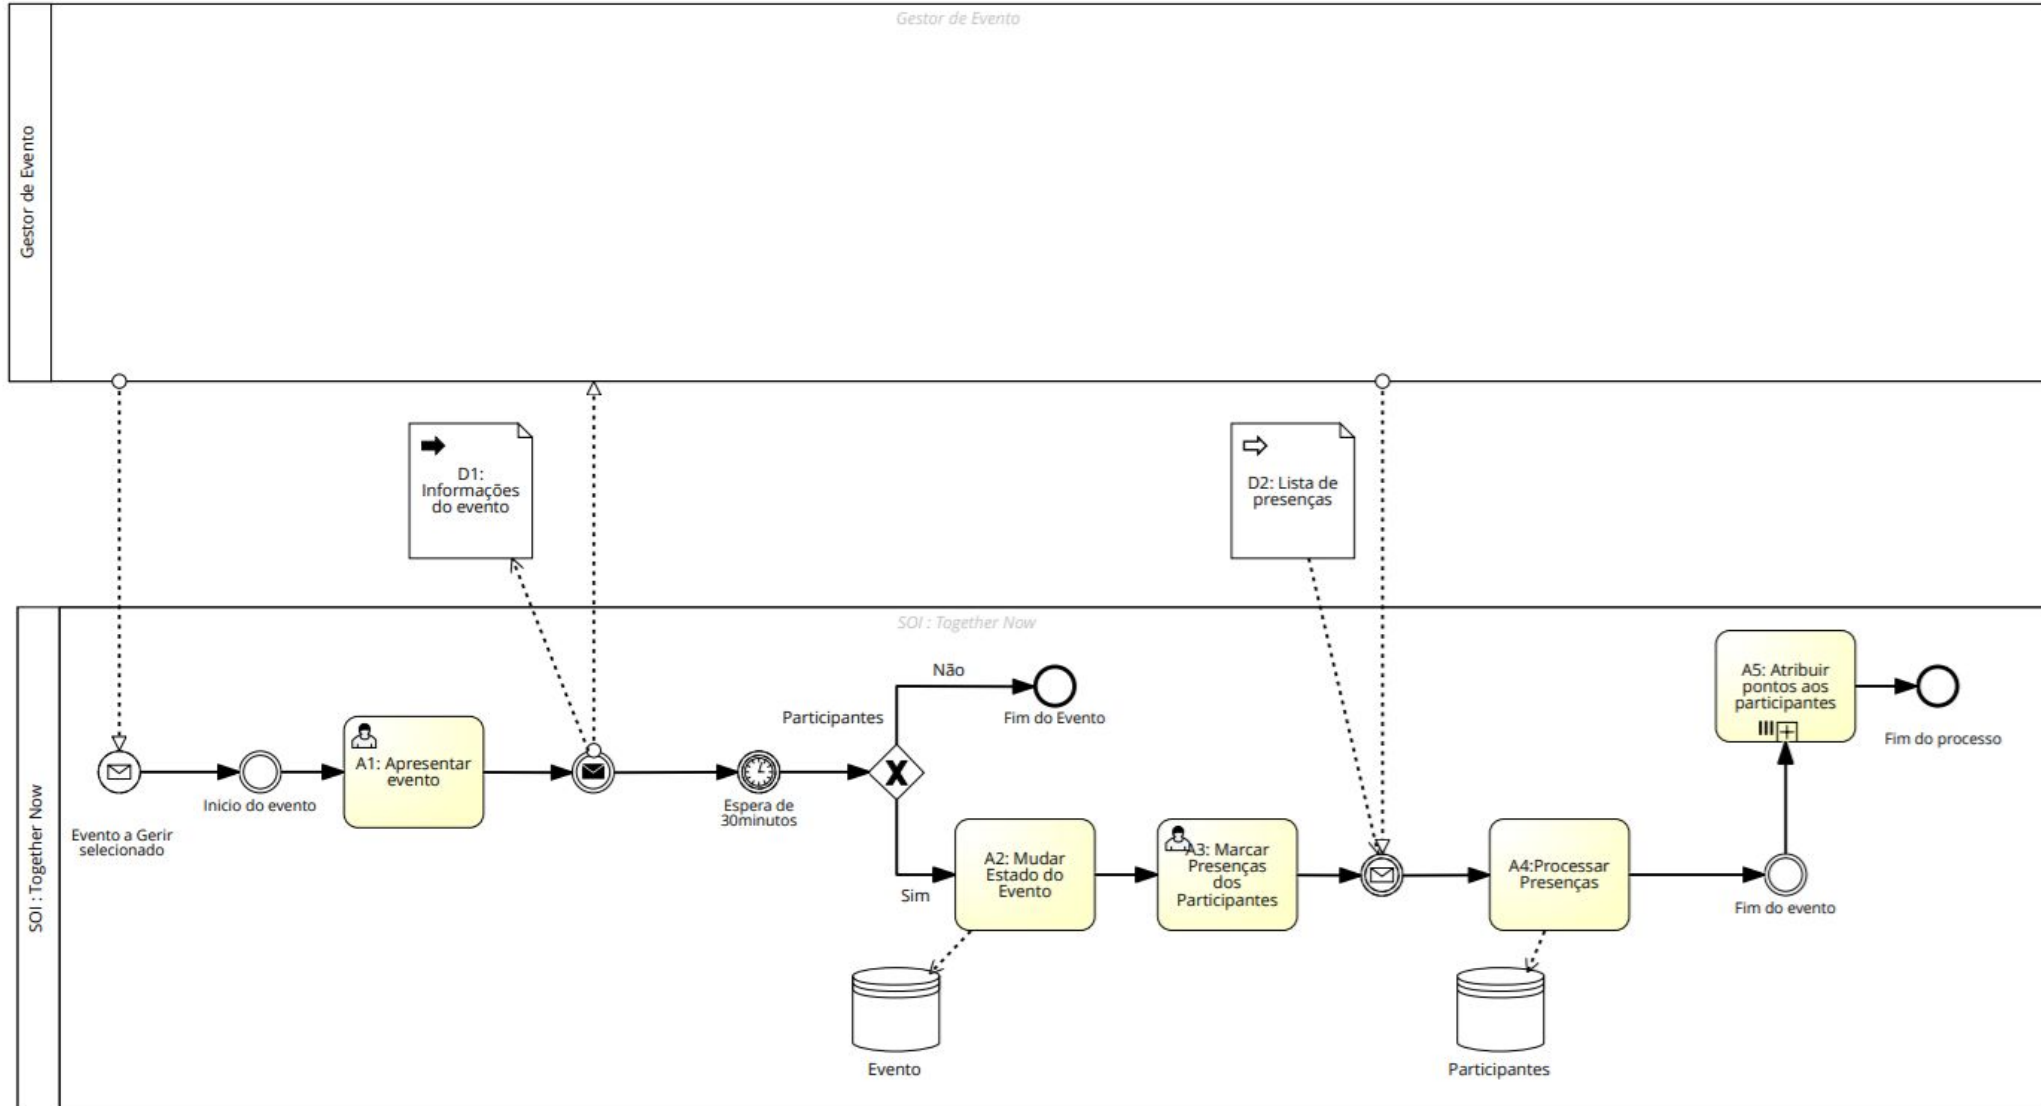 Gestor de Evento
Gestor de Evento
D1:
Informações
do evento
D2: Lista de
presenças
SOI : Together Now
SOI : Together Now
Evento a Gerir
selecionado
Inicio do evento
A1: Apresentar
evento
Espera de
30minutos
Participantes
Não
Fim do Evento
Sim
A2: Mudar
Estado do
Evento
Evento
A3: Marcar
Presenças
dos
Participantes
A4:Processar
Presenças
Participantes
Fim do evento
A5: Atribuir
pontos aos
participantes
Fim do processo